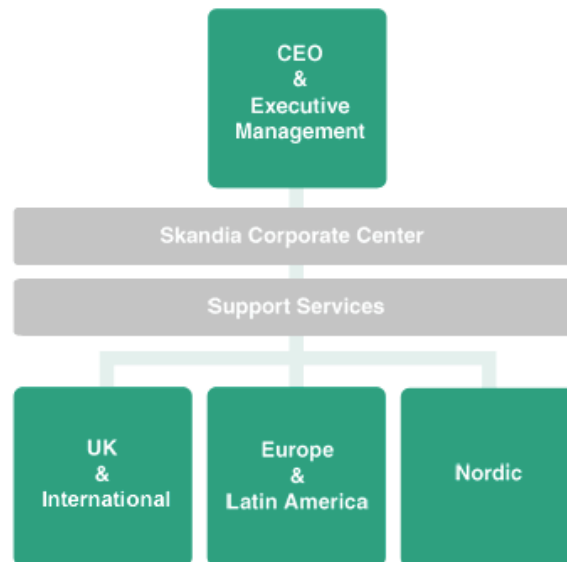 CEO
&
Executive
Management
Skandia Corporate Center
Support Services
UK
&
International
Europe
&
Latin America
Nordic